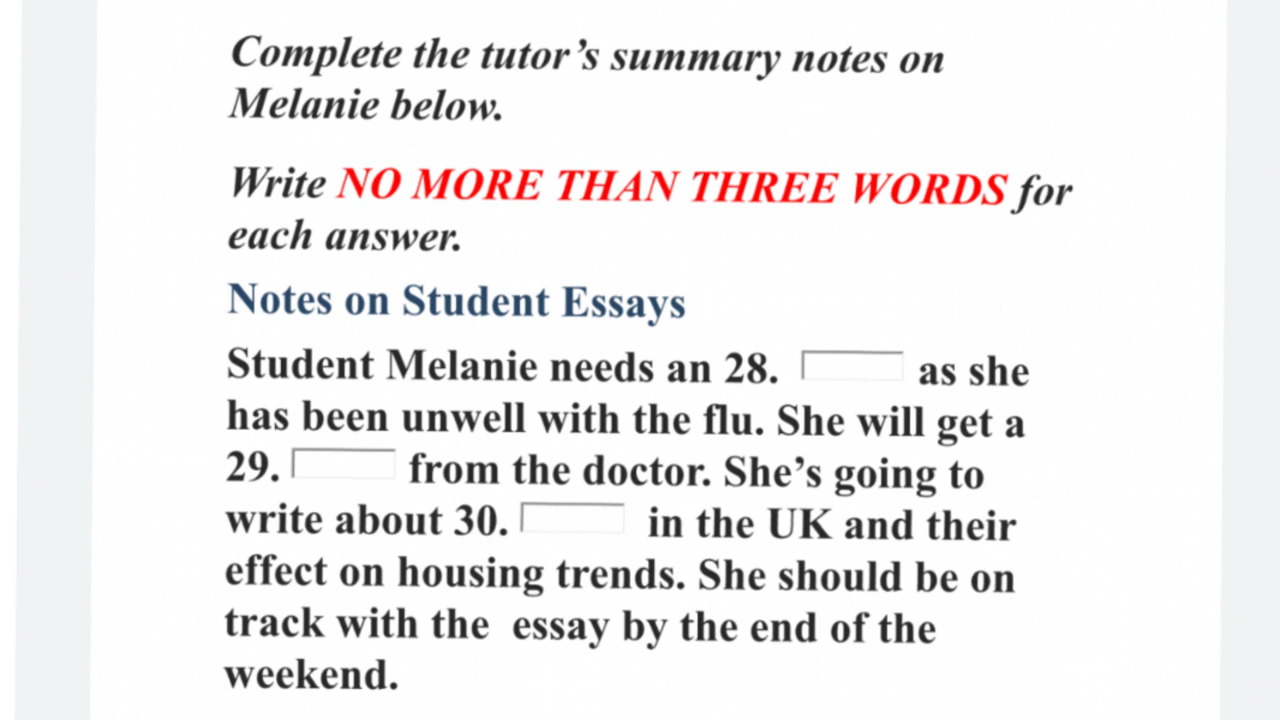 Complete the tutor’s summary notes on
Melanie below.
Write NO MORE THAN THREE WORDS for
each answer.
Notes on Student Essays
Student Melanie needs an 28. as she
has been unwell with the flu. She will get a
29. from the doctor. She’s going to
write about 30. in the UK and their
effect on housing trends. She should be on
track with the essay by the end of the
weekend.